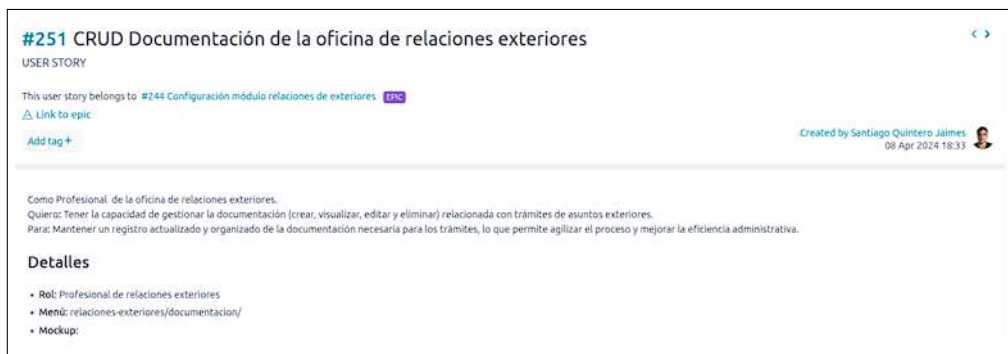 #251 CRUD Documentación de la oficina de relaciones exteriores
USER STORY
This user story belongs to #244 Configuración módulo relaciones de exteriores EPIC
Link to epic
Add tag +
Created by Santiago Quintero Jaimes
08 Apr 2024 18:33
Como Profesional de la oficina de relaciones exteriores.
Quiero: Tener la capacidad de gestionar la documentación (crear, visualizar, editar y eliminar) relacionada con trámites de asuntos exteriores.
Para: Mantener un registro actualizado y organizado de la documentación necesaria para los trámites, lo que permite agilizar el proceso y mejorar la eficiencia administrativa.
Detalles
• Rol: Profesional de relaciones exteriores
• Menú: relaciones-exteriores/documentacion/
• Mockup: